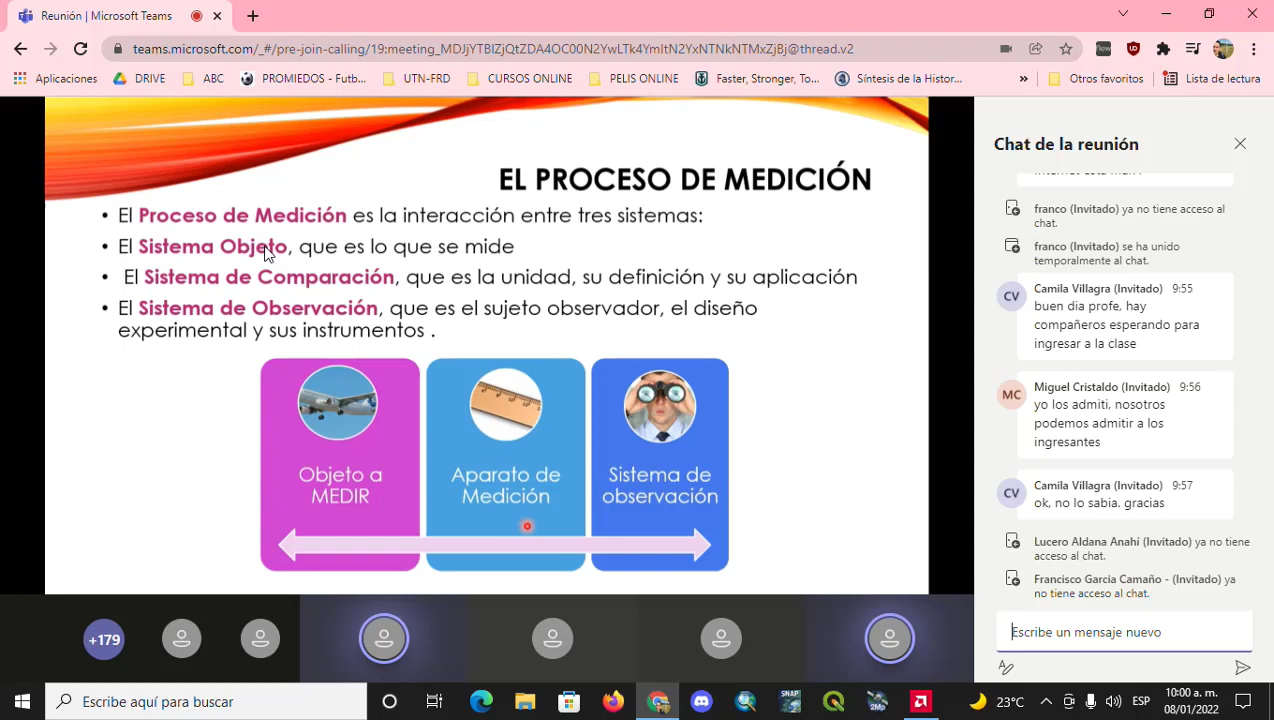 Reunión | Microsoft Teams
teams.microsoft.com/_#/pre-join-calling/19:meeting_MDJjYTBlZjQtZDA4OC00N2YwLTk4YmItN2YxNTNkNTMxZjBj@thread.v2
Aplicaciones DRIVE ABC PROMIEDOS - Futb... UTN-FRD CURSOS ONLINE PELIS ONLINE Faster, Stronger, To... Síntesis de la Histor... » Otros favoritos Lista de lectura
EL PROCESO DE MEDICIÓN
• El Proceso de Medición es la interacción entre tres sistemas:
• El Sistema Objeto, que es lo que se mide
• El Sistema de Comparación, que es la unidad, su definición y su aplicación
• El Sistema de Observación, que es el sujeto observador, el diseño
experimental y sus instrumentos .
Objeto a
MEDIR
Aparato de
Medición
Sistema de
observación
+179
Chat de la reunión
franco (Invitado) ya no tiene acceso al
chat.
franco (Invitado) se ha unido
temporalmente al chat.
CV
Camila Villagra (Invitado) 9:55
buen dia profe, hay
compañeros esperando para
ingresar a la clase
MC
Miguel Cristaldo (Invitado) 9:56
yo los admiti, nosotros
podemos admitir a los
ingresantes
CV
Camila Villagra (Invitado) 9:57
ok, no lo sabia. gracias
Lucero Aldana Anahí (Invitado) ya no tiene
acceso al chat.
Francisco Garcia Camaño - (Invitado) ya
no tiene acceso al chat.
Escribe un mensaje nuevo
Escribe aquí para buscar
SNAP
2Mp
23°C
ESP
10:00 a. m.
08/01/2022